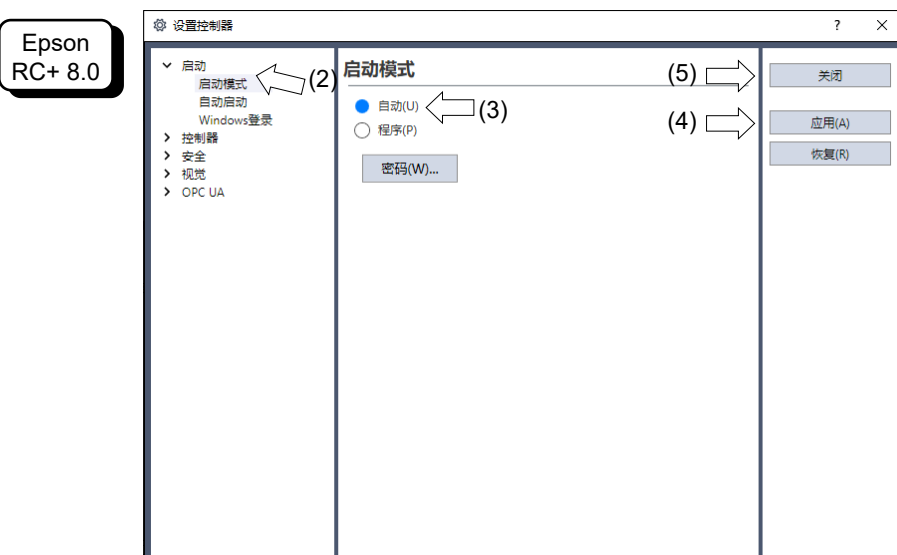 Epson
RC+ 8.0
设置控制器
?
启动
启动模式
自动启动
Windows登录
控制器
安全
视觉
OPC UA
(2)
启动模式
自动(U)
(3)
程序(P)
密码(W)...
(5)
关闭
(4)
应用(A)
恢复(R)